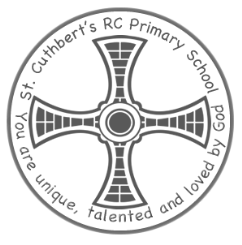 St. Cuthbert's RC Primary School
You are unique, talented and loved by God